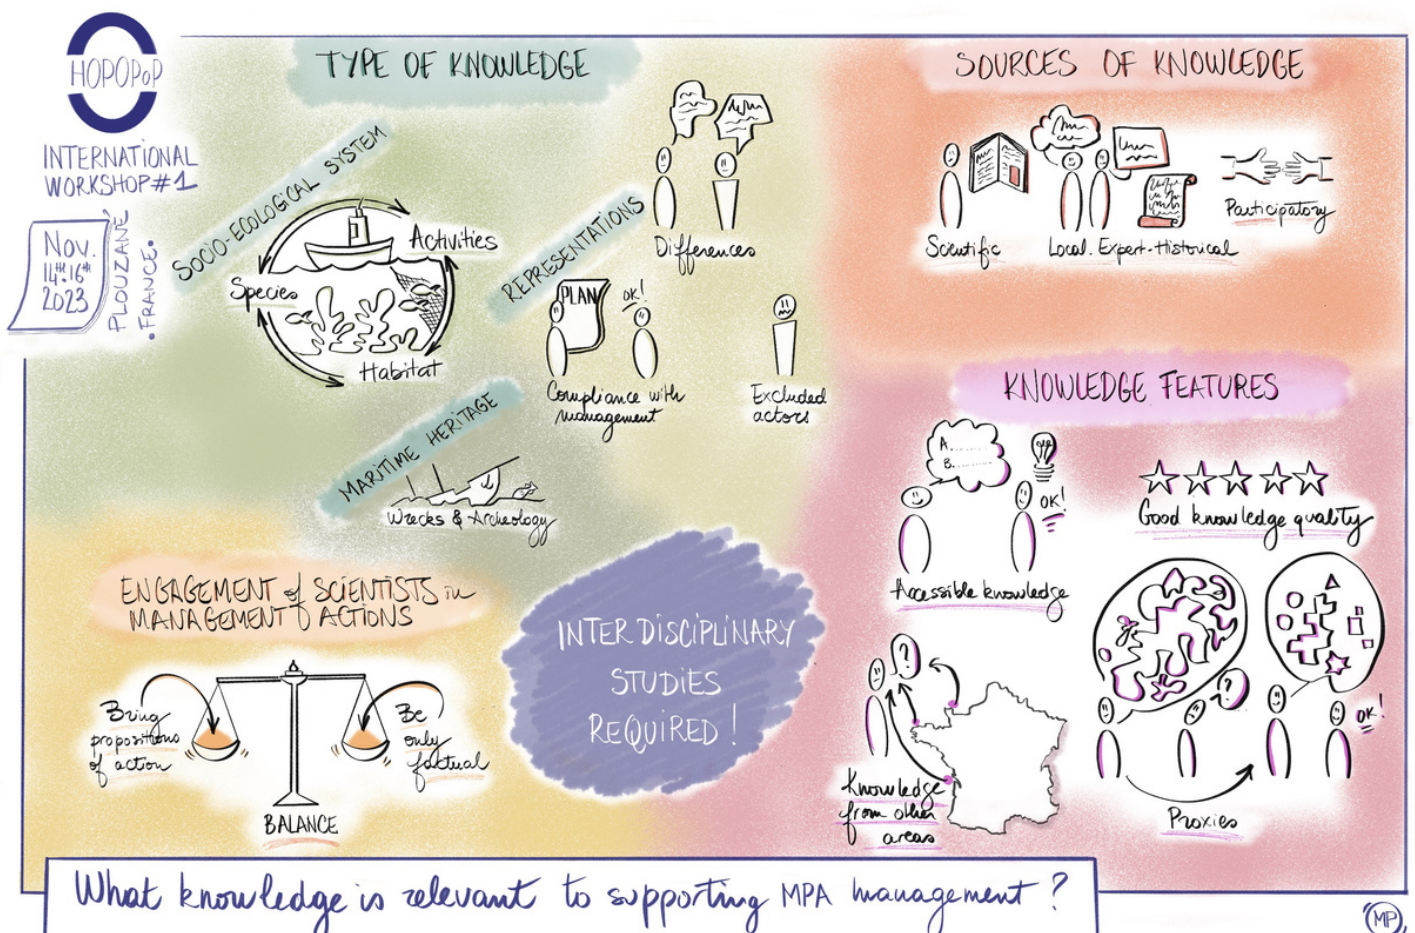 HOPOPoP
INTERNATIONAL
WORKSHOP #1
Nov.
14th.16th
2023
PLOUZANÉ
.FRANCE.
TYPE OF KNOWLEDGE
SOCIO-ECOLOGICAL SYSTEM
Activities
Species
Habitat
REPRESENTATIONS
Differences
PLAN
OK!
Compliance with
management
Excluded
actors
MARITIME HERITAGE
Wrecks & Archeology
SOURCES OF KNOWLEDGE
Scientific
Local. Expert-Historical
Participatory
KNOWLEDGE FEATURES
A.........
B.........
OK!
Accessible knowledge
Good knowledge quality
?
Knowledge
from other
areas
?
OK!
Proxies
ENGAGEMENT of SCIENTISTS in
MANAGEMENT ACTIONS
Bring
propositions
of action
Be
only
factual
BALANCE
INTERDISCIPLINARY
STUDIES
REQUIRED !
What knowledge is relevant to supporting MPA management ?
MP